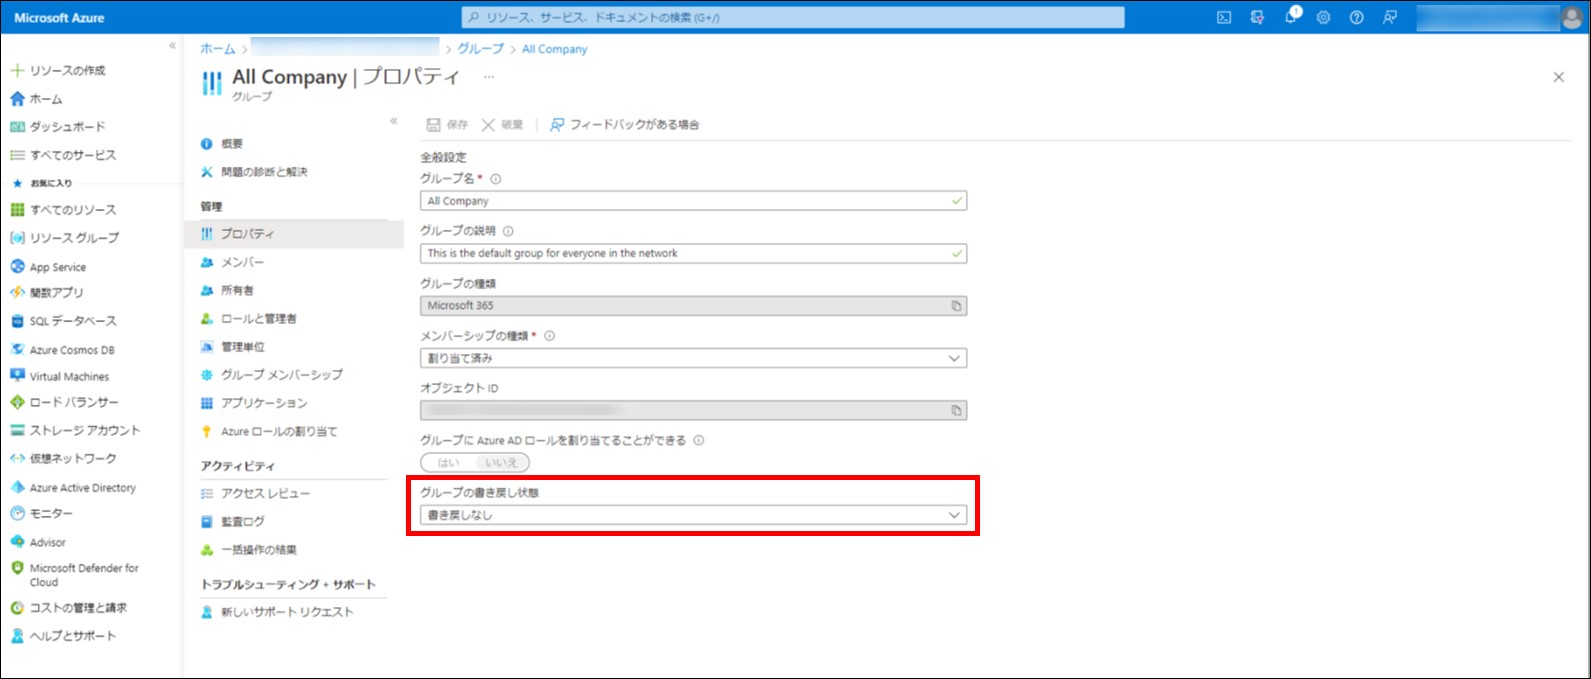 Microsoft Azure
リソース、サービス、ドキュメントの検索 (G+/)
1
ホーム > > グループ > All Company
All Company | プロパティ ...
グループ
リソースの作成
ホーム
ダッシュボード
すべてのサービス
お気に入り
すべてのリソース
リソース グループ
App Service
関数アプリ
SQL データベース
Azure Cosmos DB
Virtual Machines
ロード バランサー
ストレージ アカウント
仮想ネットワーク
Azure Active Directory
モニター
Advisor
Microsoft Defender for
Cloud
コストの管理と請求
ヘルプとサポート
概要
問題の診断と解決
管理
プロパティ
メンバー
所有者
ロールと管理者
管理単位
グループ メンバーシップ
アプリケーション
Azure ロールの割り当て
アクティビティ
アクセス レビュー
監査ログ
一括操作の結果
トラブルシューティング + サポート
新しいサポート リクエスト
保存 破棄 | フィードバックがある場合
全般設定
グループ名 *
All Company
グループの説明
This is the default group for everyone in the network
グループの種類
Microsoft 365
メンバーシップの種類 *
割り当て済み
オブジェクト ID
グループに Azure AD ロールを割り当てることができる
はい いいえ
グループの書き戻し状態
書き戻しなし